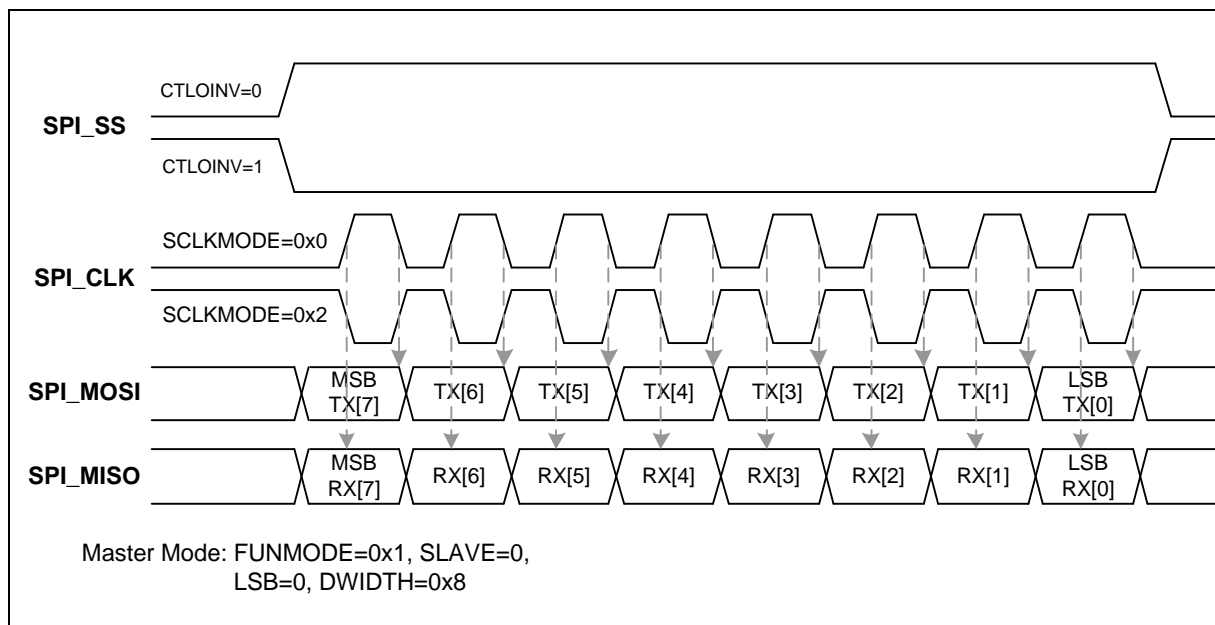 CTLOINV=0
SPI_SS
CTLOINV=1
SCLKMODE=0x0
SPI_CLK
SCLKMODE=0x2
SPI_MOSI
MSB
TX[7]
TX[6]
TX[5]
TX[4]
TX[3]
TX[2]
TX[1]
LSB
TX[0]
SPI_MISO
MSB
RX[7]
RX[6]
RX[5]
RX[4]
RX[3]
RX[2]
RX[1]
LSB
RX[0]
Master Mode: FUNMODE=0x1, SLAVE=0,
LSB=0, DWIDTH=0x8